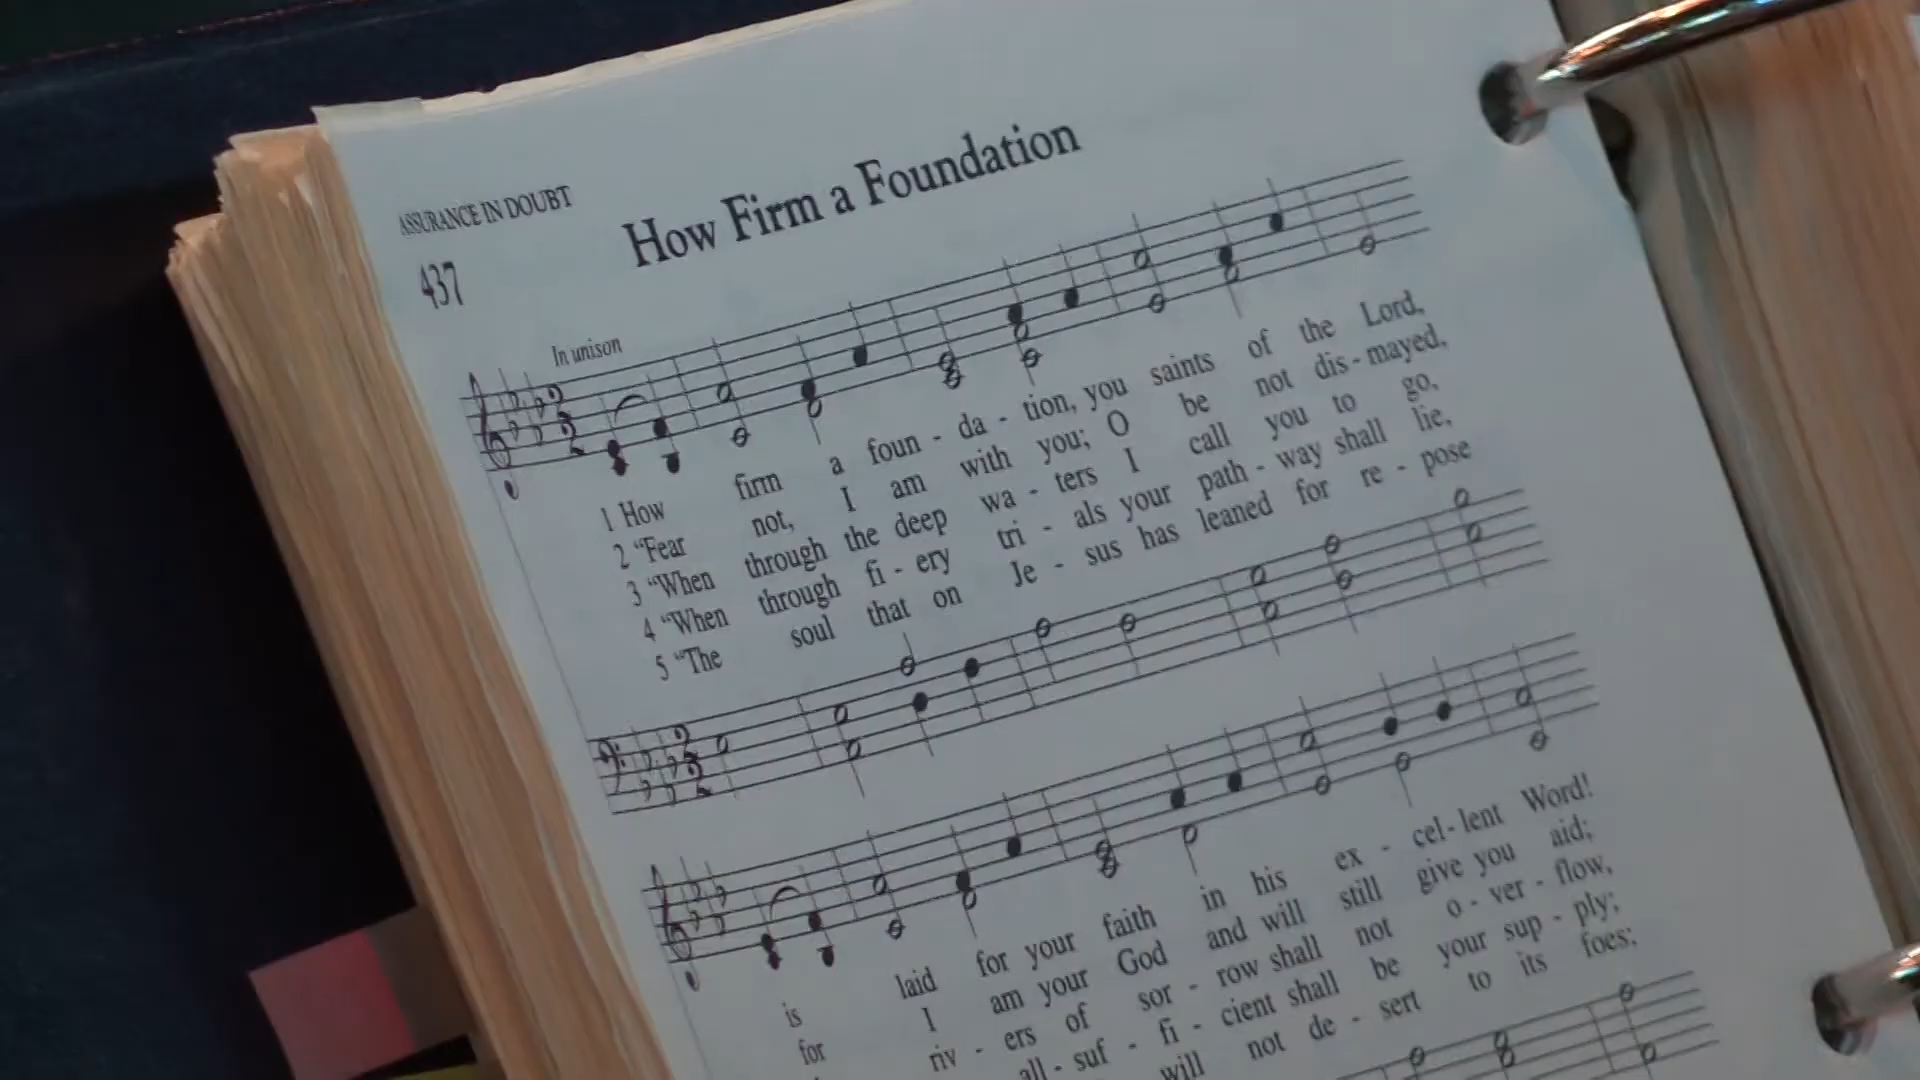 ASSURANCE IN DOUBT
437
How Firm a Foundation
In unison
1 How firm a foun - da - tion, you saints of the Lord,
2 “Fear not, I am with you; O be not dis - mayed,
3 “When through the deep wa - ters I call you to go,
4 “When through fi - ery tri - als your path - way shall lie,
5 “The soul that on Je - sus has leaned for re - pose
is laid for your faith in his ex - cel - lent Word!
for I am your God and will still give you aid;
riv - ers of sor - row shall not o - ver - flow,
all - suf - fi - cient shall be your sup - ply;
will not de - sert to its foes;